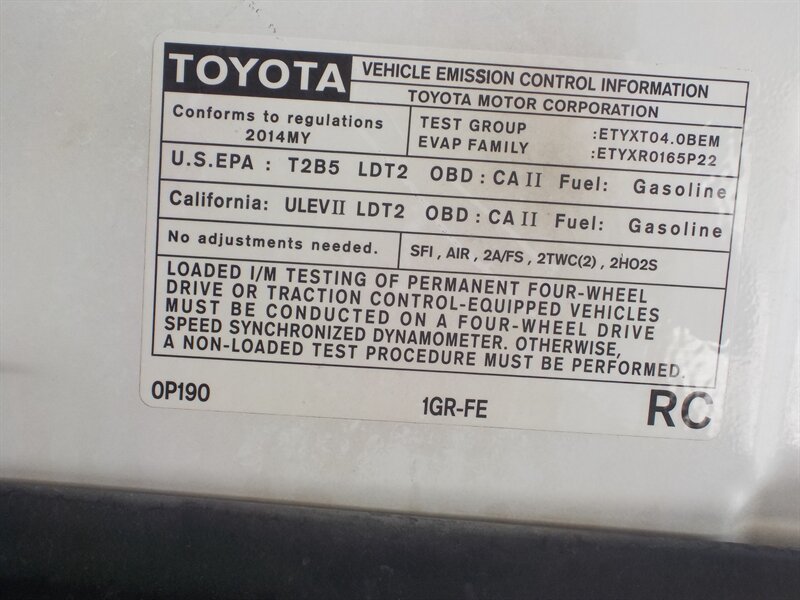 TOYOTA VEHICLE EMISSION CONTROL INFORMATION
TOYOTA MOTOR CORPORATION
Conforms to regulations
2014MY
TEST GROUP :ETYXT04.0BEM
EVAP FAMILY :ETYXR0165P22
U.S.EPA : T2B5 LDT2 OBD : CA II Fuel: Gasoline
California: ULEV II LDT2 OBD : CA II Fuel: Gasoline
No adjustments needed.
SFI , AIR , 2A/FS , 2TWC(2) , 2HO2S
LOADED I/M TESTING OF PERMANENT FOUR-WHEEL
DRIVE OR TRACTION CONTROL-EQUIPPED VEHICLES
MUST BE CONDUCTED ON A FOUR-WHEEL DRIVE
SPEED SYNCHRONIZED DYNAMOMETER. OTHERWISE,
A NON-LOADED TEST PROCEDURE MUST BE PERFORMED.
0P190 1GR-FE RC